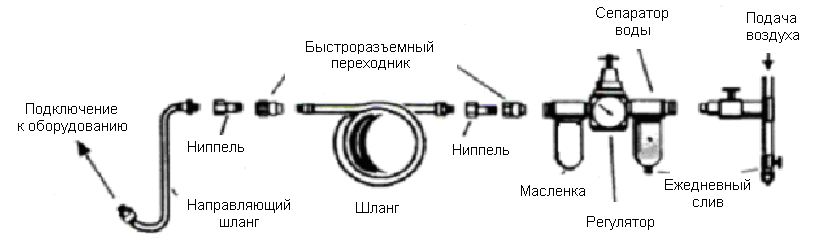 Сепаратор
воды
Подача
воздуха
Быстроразъемный
переходник
Подключение
к оборудованию
Ниппель
Ниппель
Масленка
Ежедневный
слив
Направляющий
шланг
Шланг
Регулятор